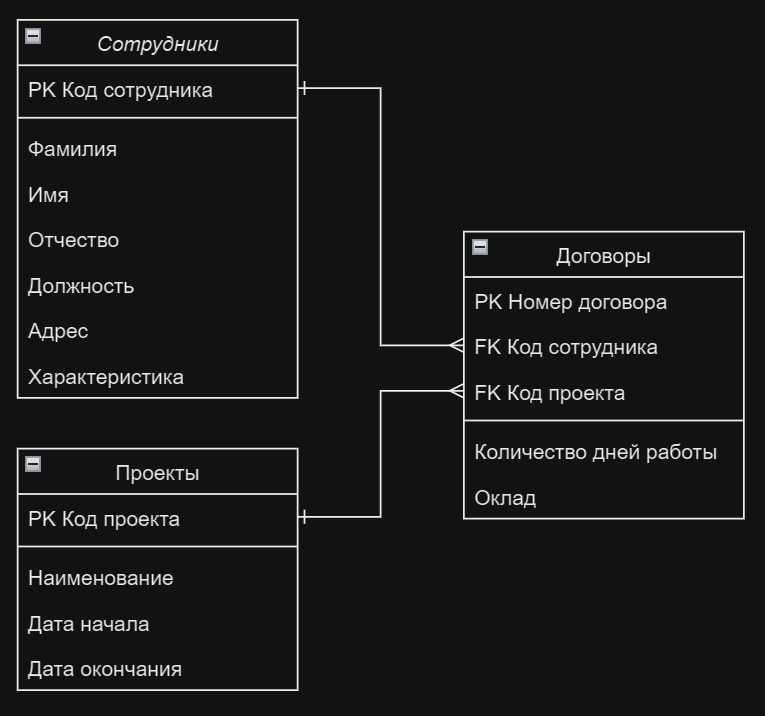 Сотрудники
PK Код сотрудника
Фамилия
Имя
Отчество
Должность
Адрес
Характеристика
Договоры
PK Номер договора
FK Код сотрудника
FK Код проекта
Количество дней работы
Оклад
Проекты
PK Код проекта
Наименование
Дата начала
Дата окончания